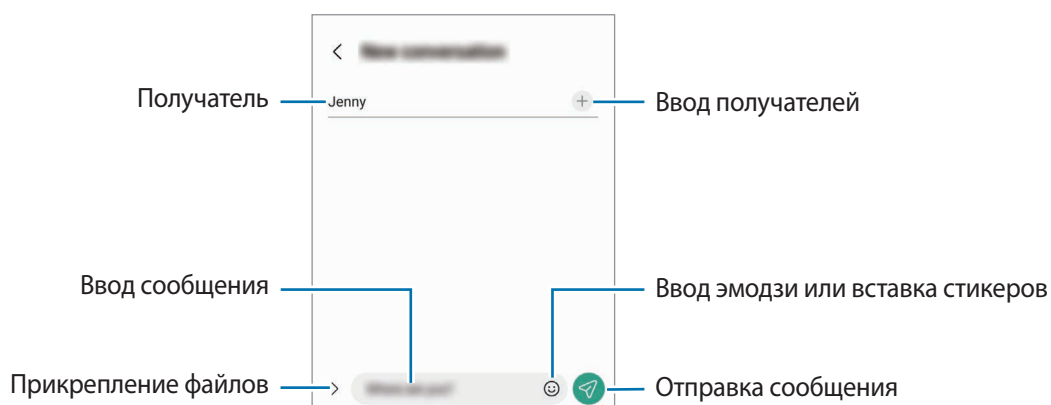 Получатель
Jenny
Ввод получателей
Ввод сообщения
Ввод эмодзи или вставка стикеров
Прикрепление файлов
Отправка сообщения